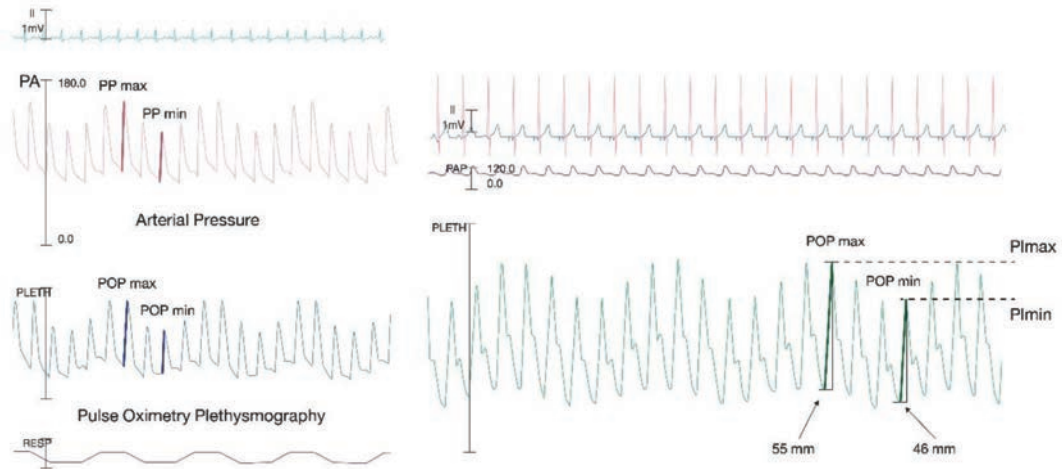 II
1mV
PA
180.0
PP max
PP min
Arterial Pressure
0.0
POP max
PLETH
POP min
Pulse Oximetry Plethysmography
RESP
II
1mV
PAP
120.0
0.0
PLETH
POP max
PImax
POP min
PImin
55 mm
46 mm